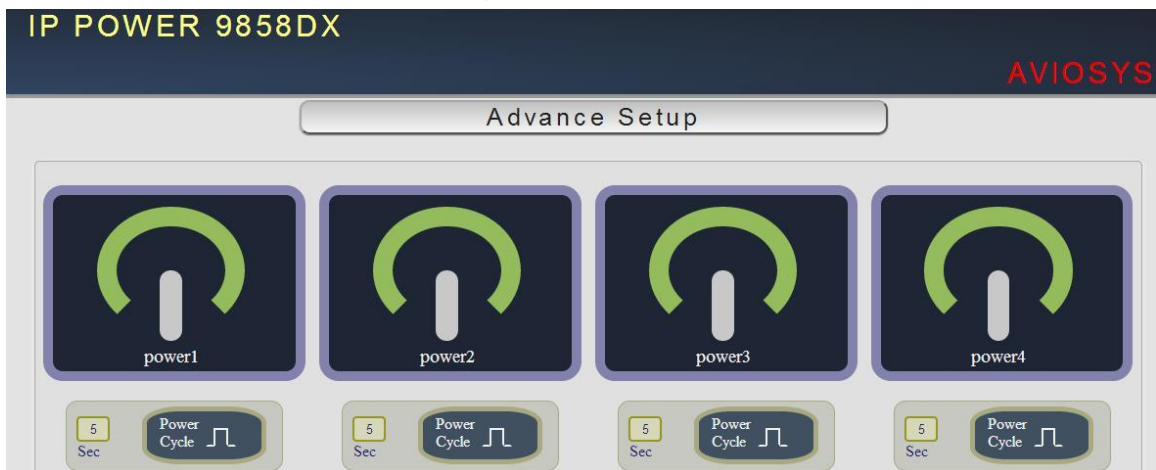 IP POWER 9858DX
AVIOSYS
Advance Setup
power1
power2
power3
power4
5
Sec
Power
Cycle
5
Sec
Power
Cycle
5
Sec
Power
Cycle
5
Sec
Power
Cycle